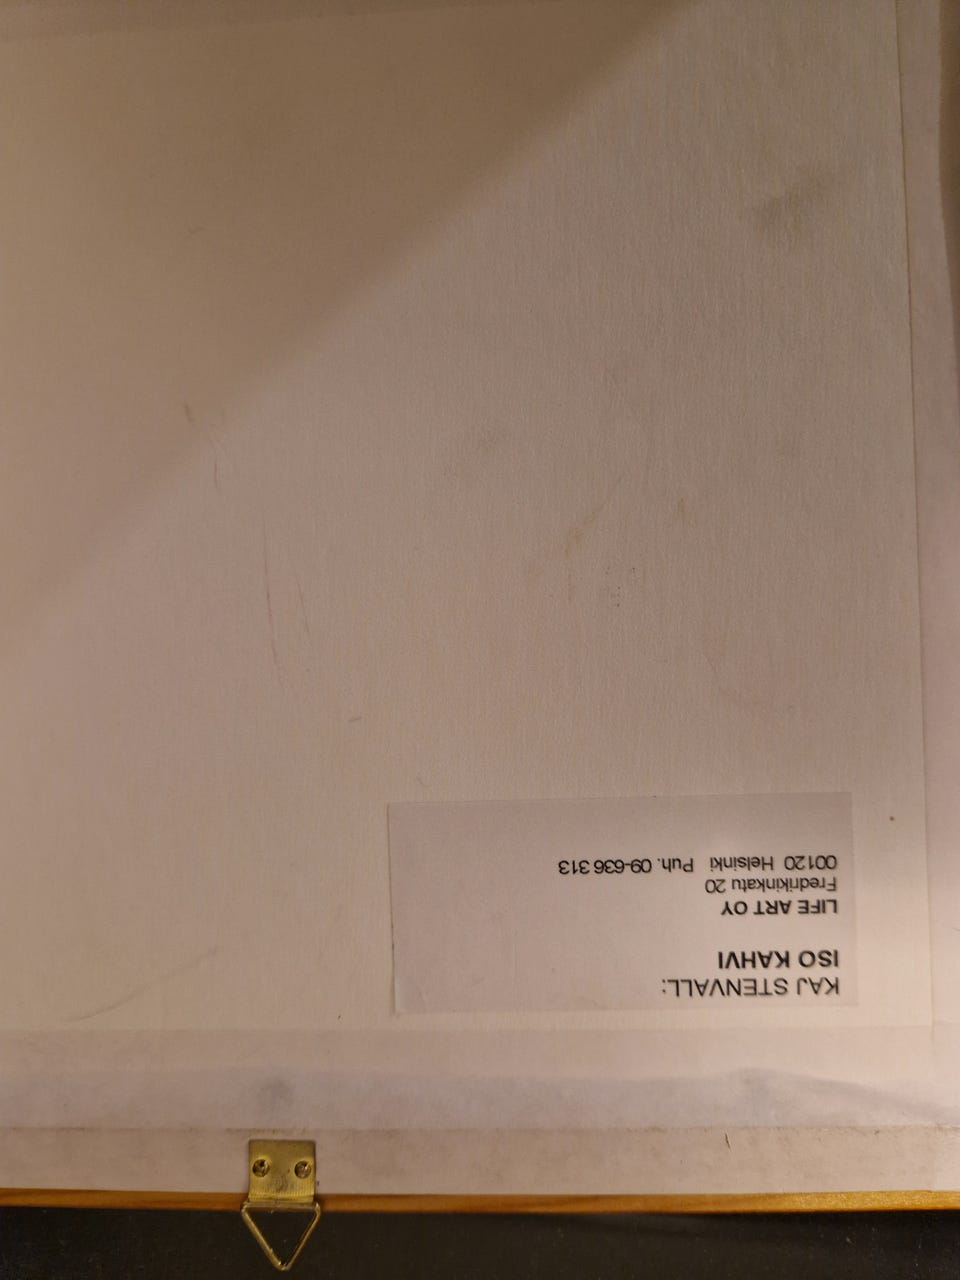 KAJ STENVALL:
ISO KAHVI
LIFE ART OY
Fredrikinkatu 20
00120 Helsinki Puh. 09-636 313